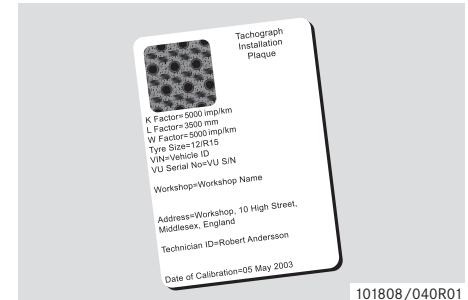 Tachograph
Installation
Plaque
K Factor=5000 imp/km
L Factor=3500 mm
W Factor=5000 imp/km
Tyre Size=12/R15
VIN=Vehicle ID
VU Serial No=VU S/N
Workshop=Workshop Name
Address=Workshop, 10 High Street,
Middlesex, England
Technician ID=Robert Andersson
Date of Calibration=05 May 2003
101808/040R01